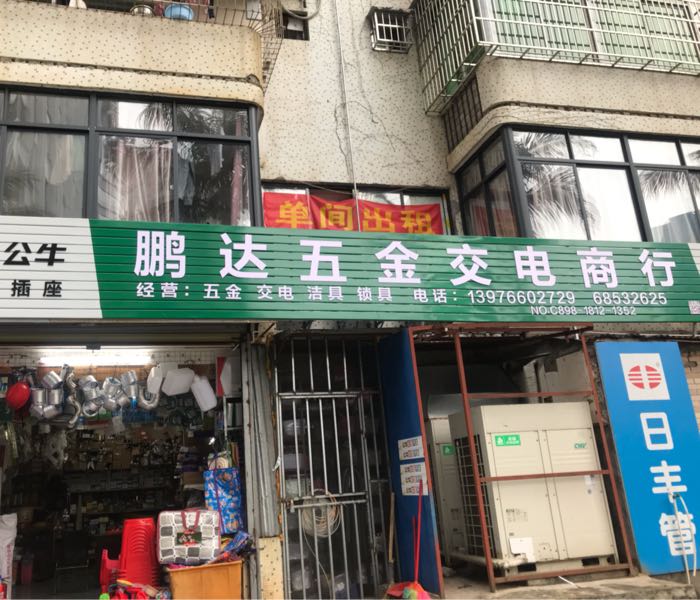 单间出租
公牛
插座
鹏达五金交电商行
经营：五金 交电 洁具 锁具 电话：13976602729 68532625
NO.C898-1812-1352
日丰管